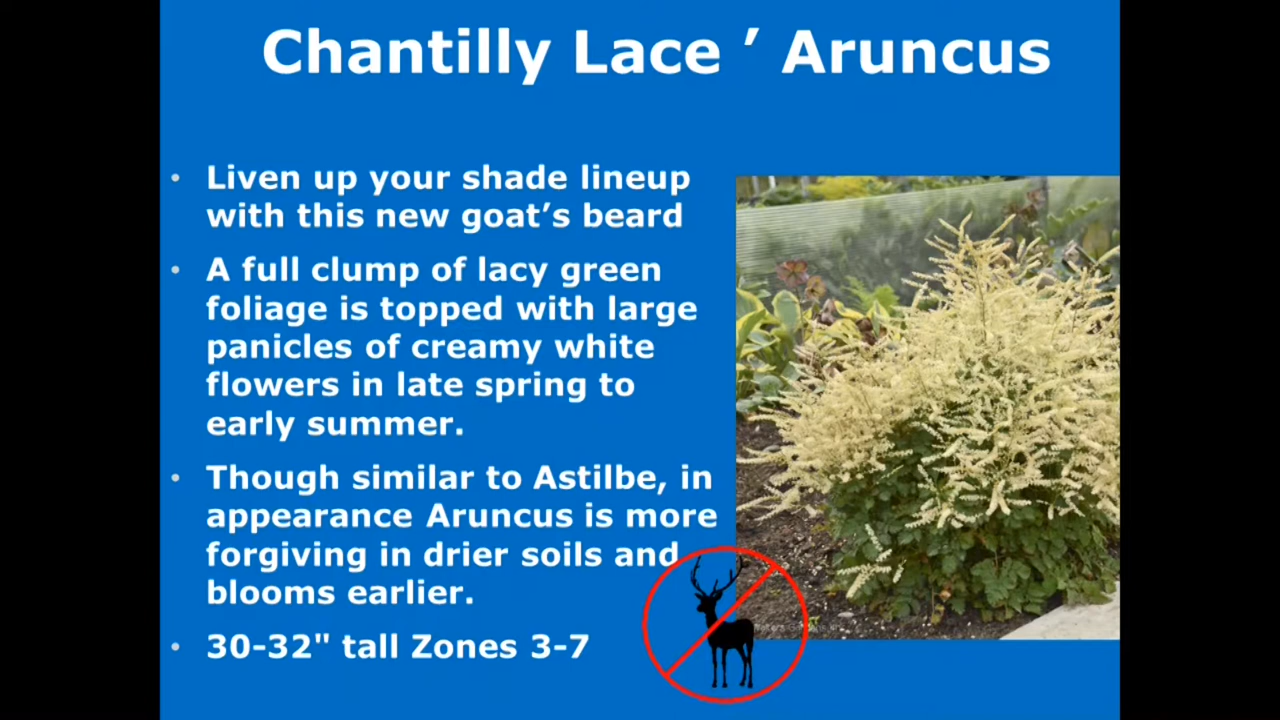 Chantilly Lace ’ Aruncus
• Liven up your shade lineup
with this new goat’s beard
• A full clump of lacy green
foliage is topped with large
panicles of creamy white
flowers in late spring to
early summer.
• Though similar to Astilbe, in
appearance Aruncus is more
forgiving in drier soils and
blooms earlier.
• 30-32" tall Zones 3-7